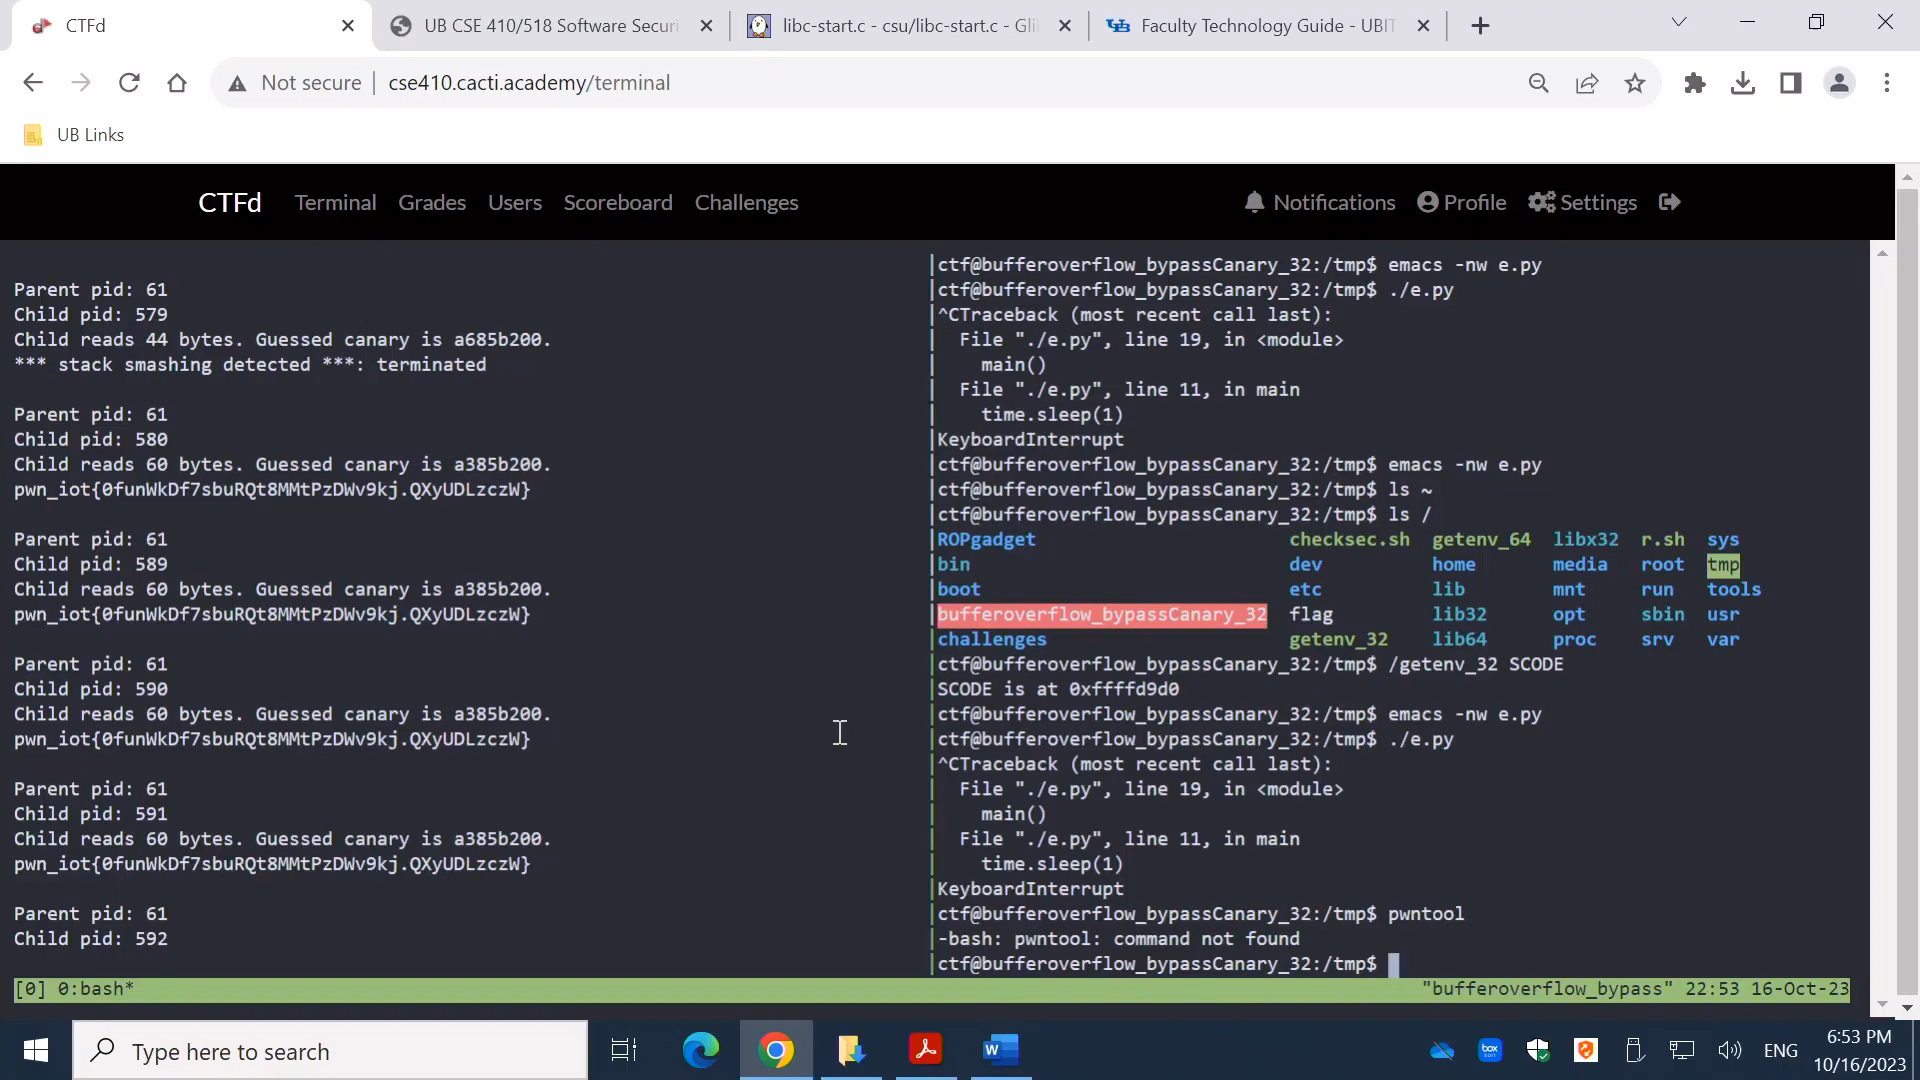 CTFd
UB CSE 410/518 Software Securi
libc-start.c - csu/libc-start.c - Gli
Faculty Technology Guide - UBIT
Not secure
cse410.cacti.academy/terminal
UB Links
CTFd
Terminal
Grades
Users
Scoreboard
Challenges
Notifications
Profile
Settings
Parent pid: 61
Child pid: 579
Child reads 44 bytes. Guessed canary is a685b200.
*** stack smashing detected ***: terminated
Parent pid: 61
Child pid: 580
Child reads 60 bytes. Guessed canary is a385b200.
pwn_iot{0funWkDf7sbuRQt8MMtPzDWv9kj.QXyUDLzczW}
Parent pid: 61
Child pid: 589
Child reads 60 bytes. Guessed canary is a385b200.
pwn_iot{0funWkDf7sbuRQt8MMtPzDWv9kj.QXyUDLzczW}
Parent pid: 61
Child pid: 590
Child reads 60 bytes. Guessed canary is a385b200.
pwn_iot{0funWkDf7sbuRQt8MMtPzDWv9kj.QXyUDLzczW}
Parent pid: 61
Child pid: 591
Child reads 60 bytes. Guessed canary is a385b200.
pwn_iot{0funWkDf7sbuRQt8MMtPzDWv9kj.QXyUDLzczW}
Parent pid: 61
Child pid: 592
ctf@bufferoverflow_bypassCanary_32:/tmp$ emacs -nw e.py
ctf@bufferoverflow_bypassCanary_32:/tmp$ ./e.py
^CTraceback (most recent call last):
File "./e.py", line 19, in <module>
main()
File "./e.py", line 11, in main
time.sleep(1)
KeyboardInterrupt
ctf@bufferoverflow_bypassCanary_32:/tmp$ emacs -nw e.py
ctf@bufferoverflow_bypassCanary_32:/tmp$ ls ~
ctf@bufferoverflow_bypassCanary_32:/tmp$ ls /
ROPgadget checksec.sh getenv_64 libx32 r.sh sys
bin dev home media root tmp
boot etc lib mnt run tools
bufferoverflow_bypassCanary_32 flag lib32 opt sbin usr
challenges getenv_32 lib64 proc srv var
ctf@bufferoverflow_bypassCanary_32:/tmp$ /getenv_32 SCODE
SCODE is at 0xffffd9d0
ctf@bufferoverflow_bypassCanary_32:/tmp$ emacs -nw e.py
ctf@bufferoverflow_bypassCanary_32:/tmp$ ./e.py
^CTraceback (most recent call last):
File "./e.py", line 19, in <module>
main()
File "./e.py", line 11, in main
time.sleep(1)
KeyboardInterrupt
ctf@bufferoverflow_bypassCanary_32:/tmp$ pwntool
-bash: pwntool: command not found
ctf@bufferoverflow_bypassCanary_32:/tmp$
[0] 0:bash* "bufferoverflow_bypass" 22:53 16-Oct-23
Type here to search
ENG
6:53 PM
10/16/2023